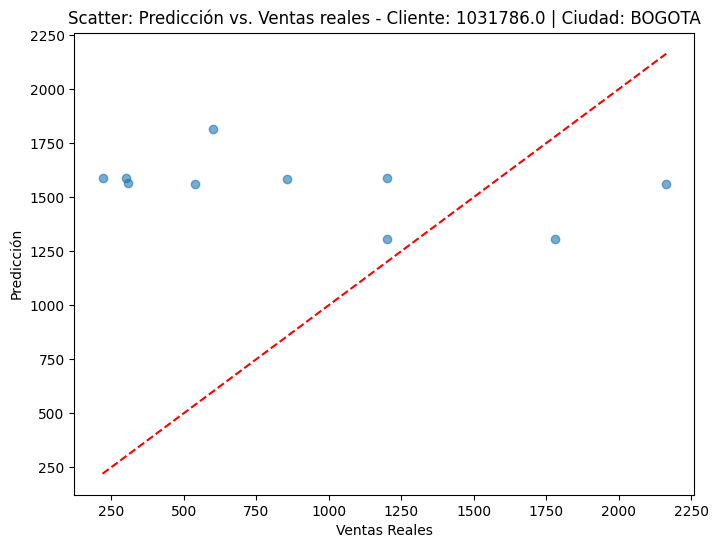 Scatter: Predicción vs. Ventas reales - Cliente: 1031786.0 | Ciudad: BOGOTA
2250
2000
1750
1500
1250
1000
750
500
250
Predicción
250 500 750 1000 1250 1500 1750 2000 2250
Ventas Reales